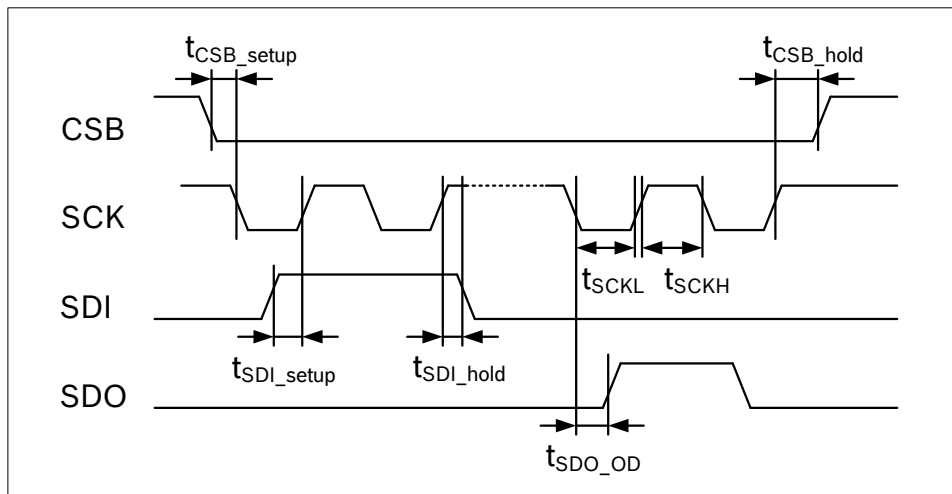 tCSB_setup
tCSB_hold
CSB
SCK
tSCKL
tSCKH
SDI
tSDI_setup
tSDI_hold
SDO
tSDO_OD